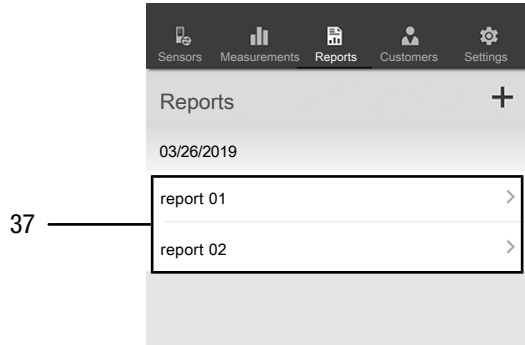 Sensors Measurements Reports Customers Settings
Reports +
03/26/2019
report 01
37
report 02